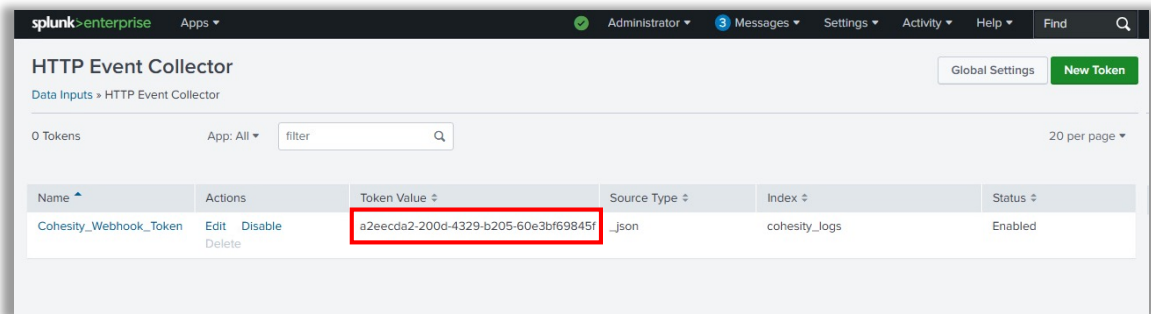 splunk>enterprise Apps Administrator 3 Messages Settings Activity Help Find
HTTP Event Collector
Global Settings New Token
Data Inputs » HTTP Event Collector
0 Tokens App: All filter 20 per page
Name Actions Token Value Source Type Index Status
Cohesity_Webhook_Token Edit Disable a2eecda2-200d-4329-b205-60e3bf69845f _json cohesity_logs Enabled
Delete